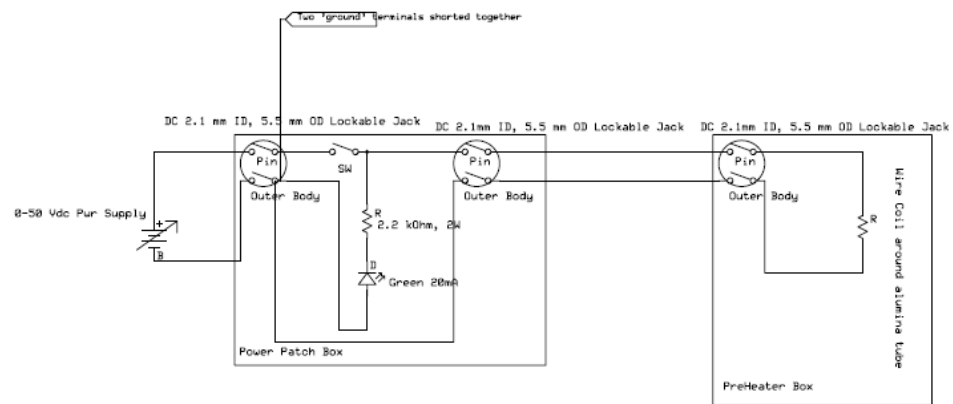 Two 'ground' terminals shorted together
DC 2.1 mm ID, 5.5 mm OD Lockable Jack
DC 2.1mm ID, 5.5 mm OD Lockable Jack
DC 2.1mm ID, 5.5 mm OD Lockable Jack
Pin
SW
Pin
Pin
Outer Body
Outer Body
Outer Body
Wire Coil around alumina tube
0-50 Vdc Pwr Supply
+
B
R
2.2 kOhm, 2W
R
D
Green 20mA
Power Patch Box
PreHeater Box